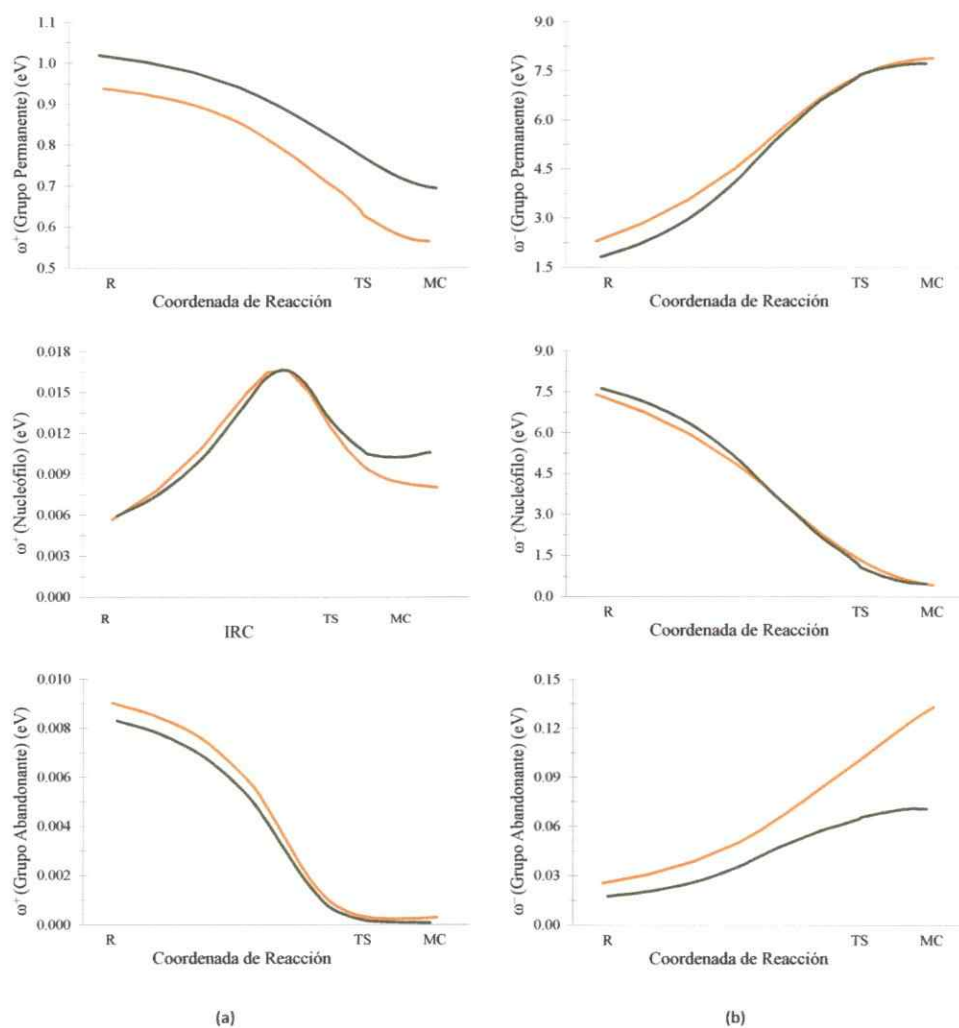 ω⁺ (Grupo Permanente) (eV)
1.1
1.0
0.9
0.8
0.7
0.6
0.5
R TS MC
Coordenada de Reacción
ω⁻ (Grupo Permanente) (eV)
9.0
7.5
6.0
4.5
3.0
1.5
R TS MC
Coordenada de Reacción
ω⁺ (Nucleófilo) (eV)
0.018
0.015
0.012
0.009
0.006
0.003
0.000
R TS MC
IRC
ω⁻ (Nucleófilo) (eV)
9.0
7.5
6.0
4.5
3.0
1.5
0.0
R TS MC
Coordenada de Reacción
ω⁺ (Grupo Abandonante) (eV)
0.010
0.008
0.006
0.004
0.002
0.000
R TS MC
Coordenada de Reacción
ω⁻ (Grupo Abandonante) (eV)
0.15
0.12
0.09
0.06
0.03
0.00
R TS MC
Coordenada de Reacción
(a) (b)